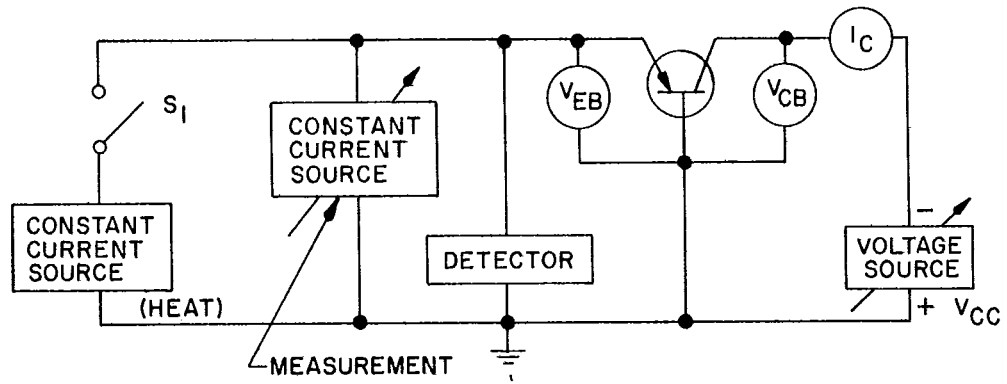 S1
CONSTANT
CURRENT
SOURCE
(HEAT)
CONSTANT
CURRENT
SOURCE
MEASUREMENT
DETECTOR
VEB
VCB
IC
-
VOLTAGE
SOURCE
+ VCC